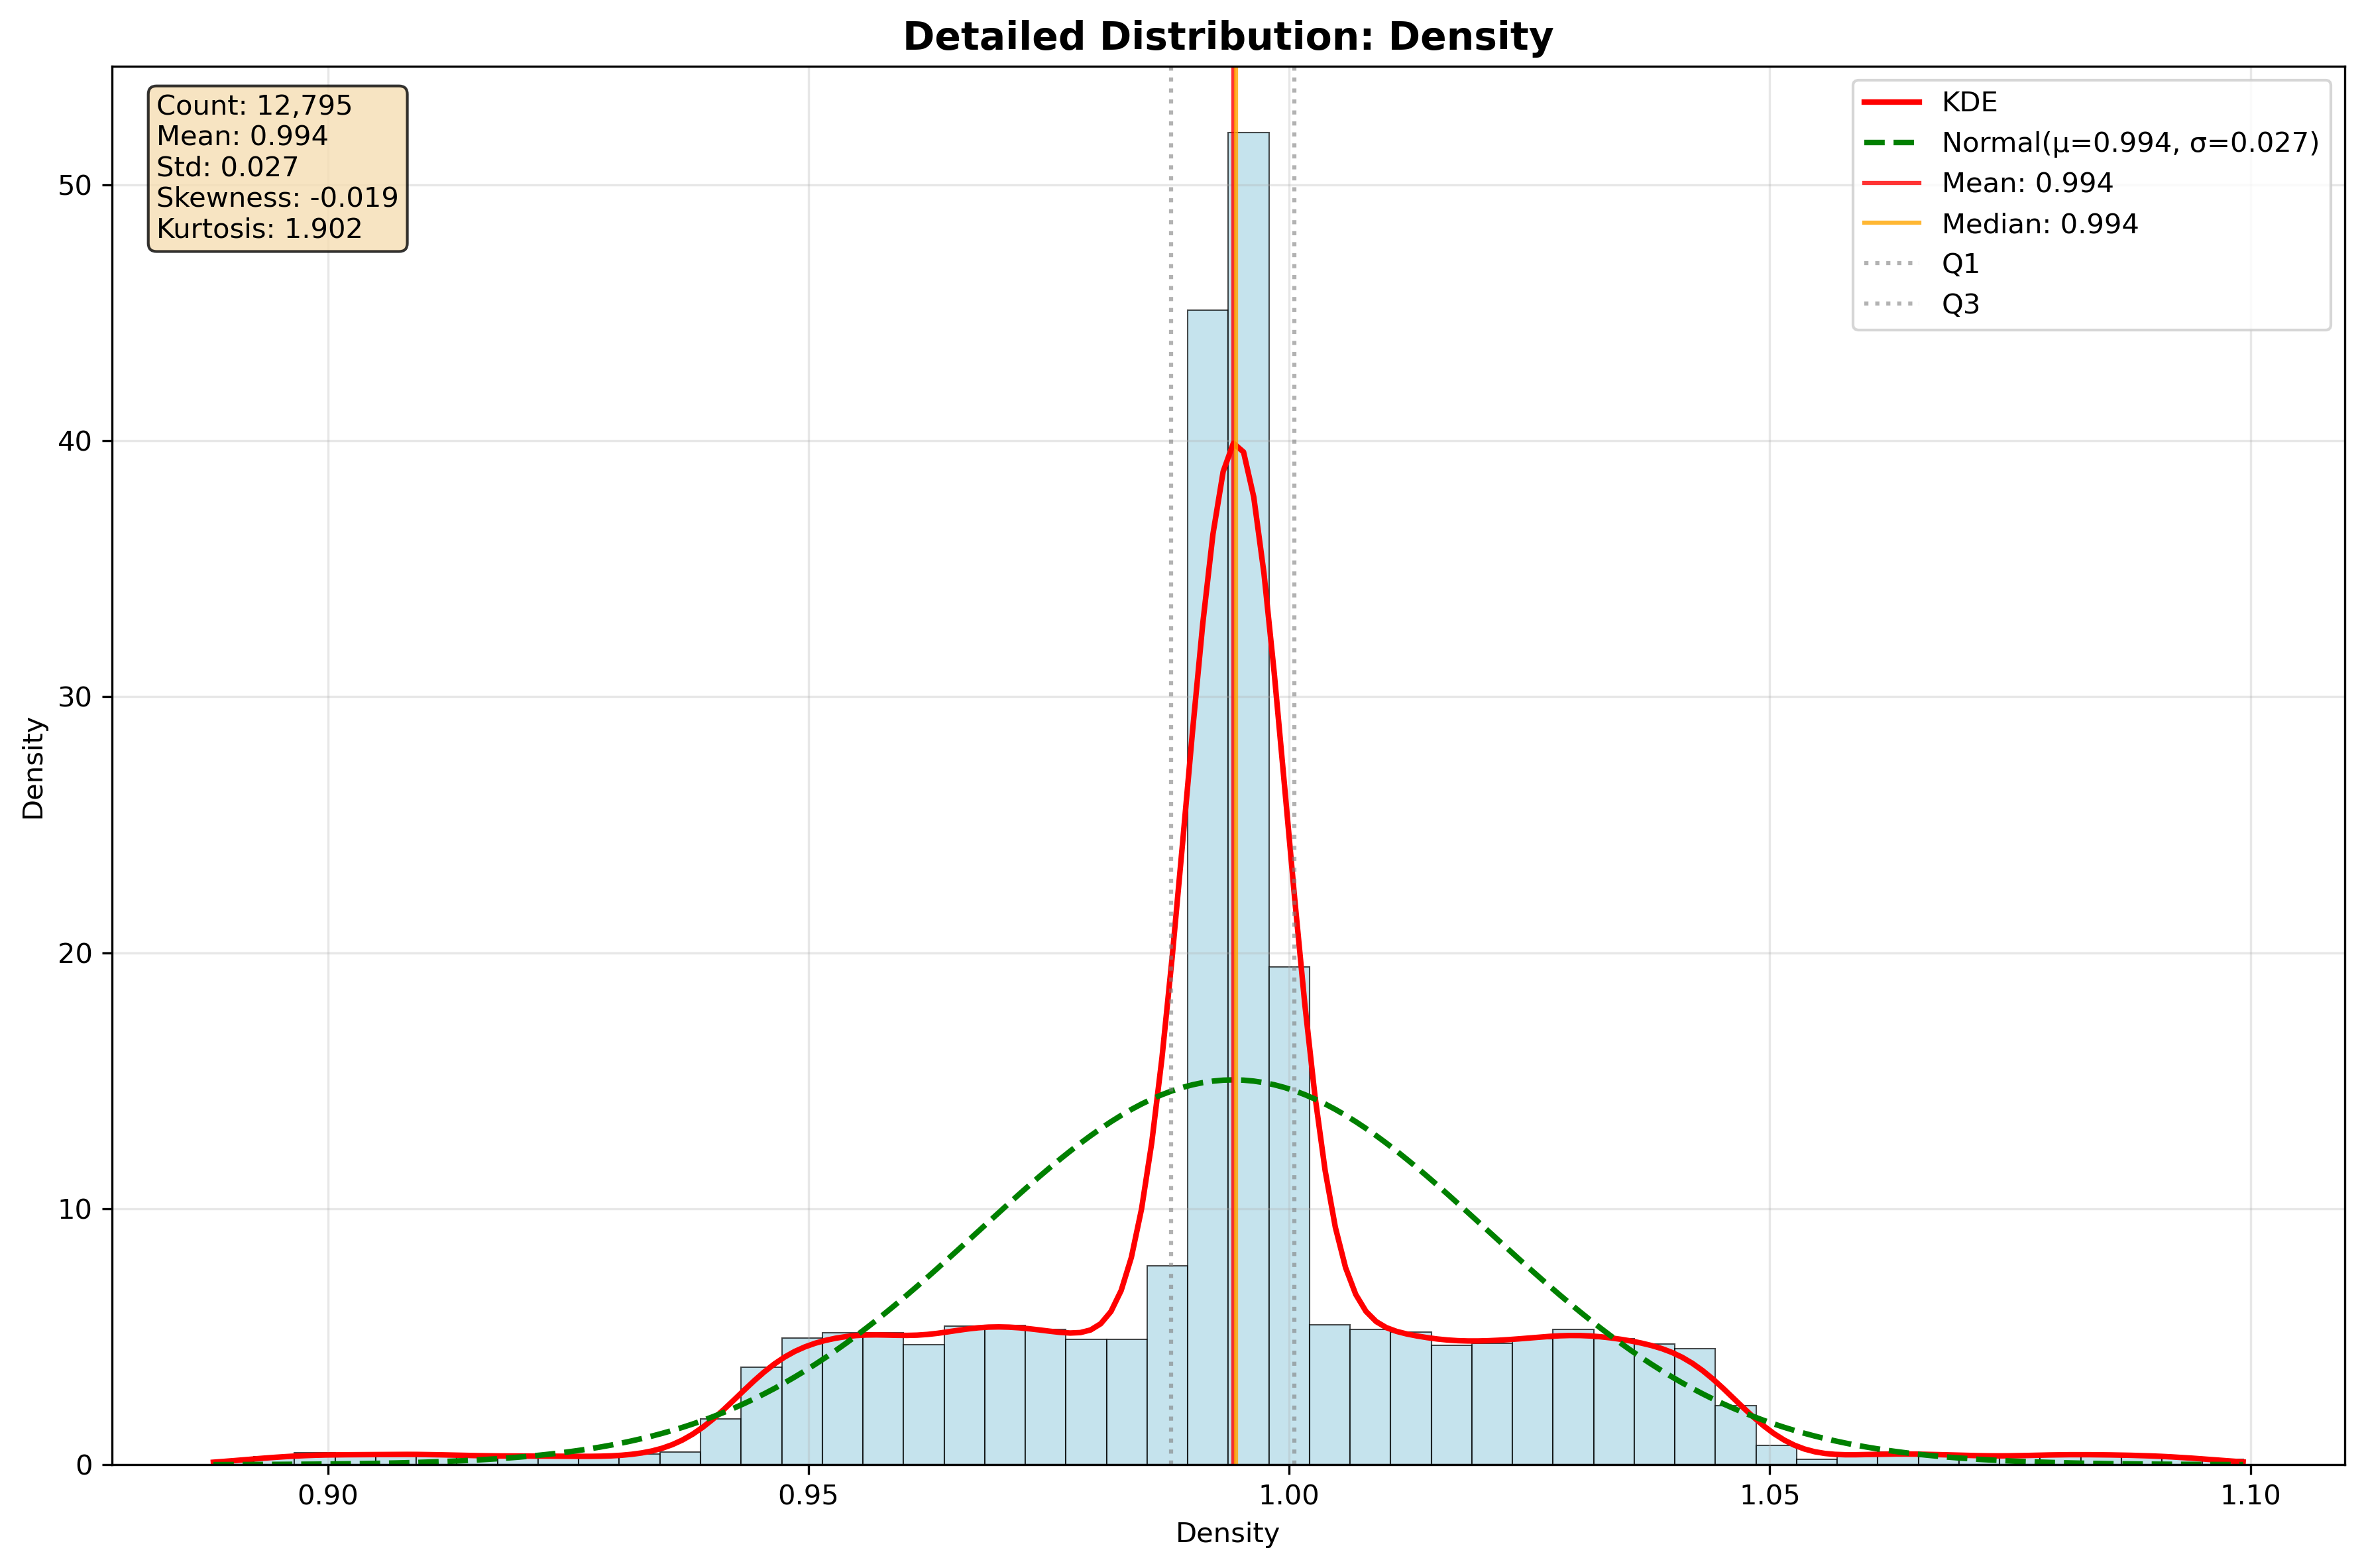 Detailed Distribution: Density
Count: 12,795
Mean: 0.994
Std: 0.027
Skewness: -0.019
Kurtosis: 1.902
KDE
Normal(μ=0.994, σ=0.027)
Mean: 0.994
Median: 0.994
Q1
Q3
50
40
30
20
10
0
Density
0.90
0.95
1.00
1.05
1.10
Density